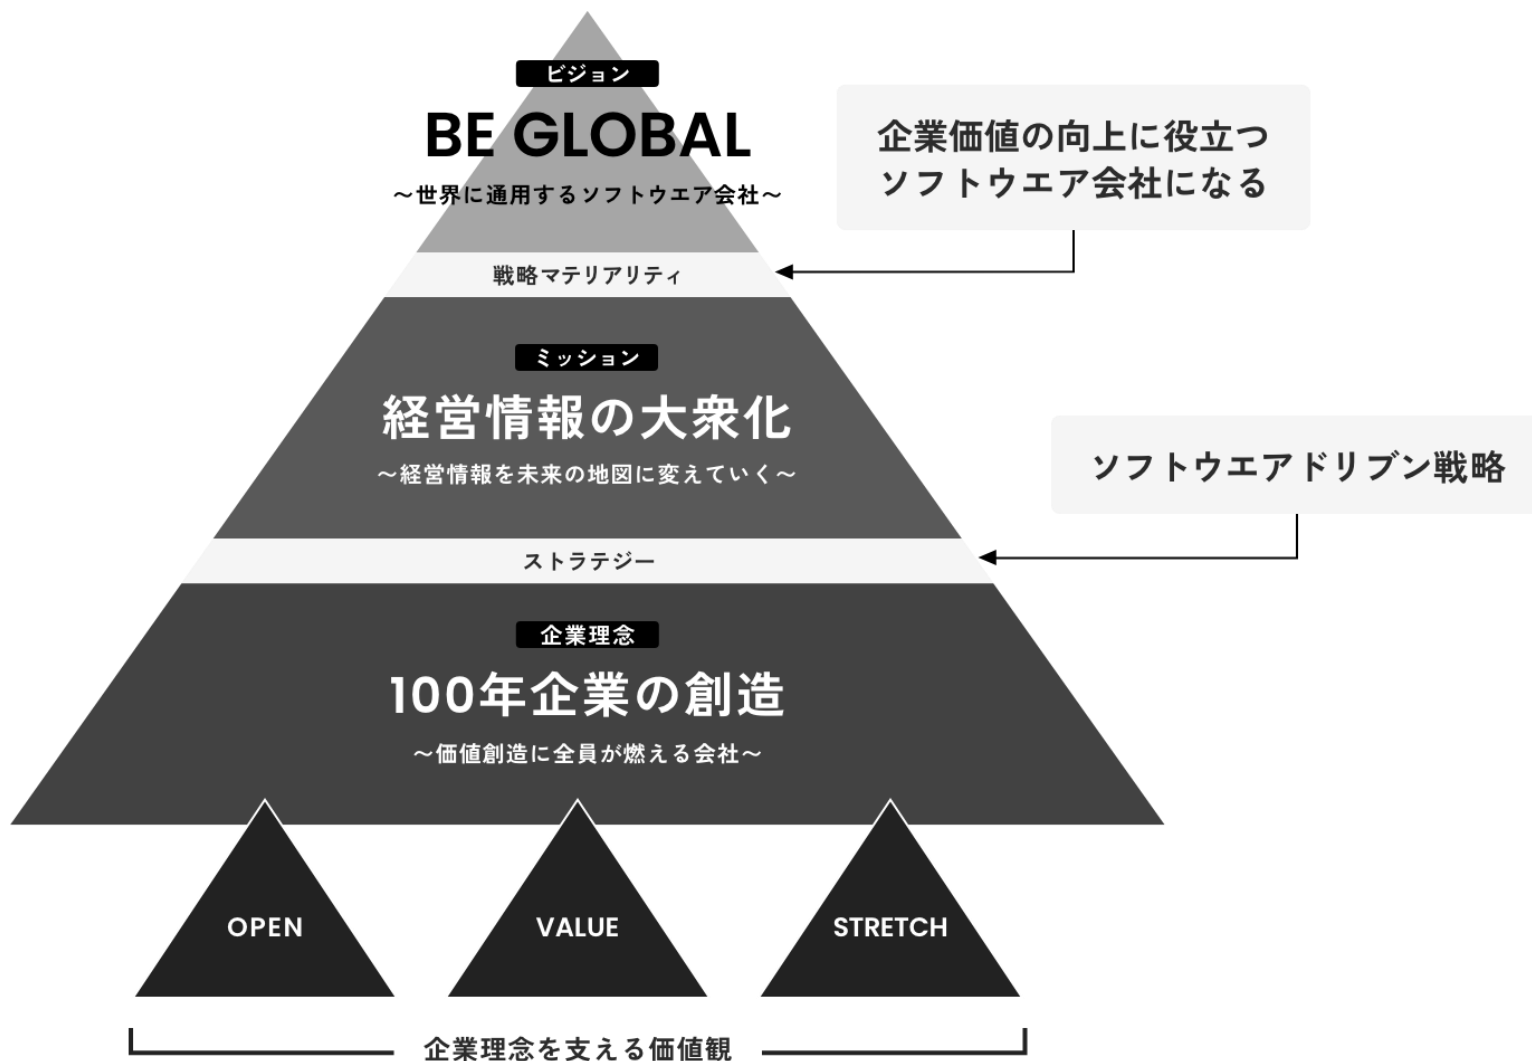 ビジョン
BE GLOBAL
～世界に通用するソフトウエア会社～
企業価値の向上に役立つ
ソフトウエア会社になる
戦略マテリアリティ
ミッション
経営情報の大衆化
～経営情報を未来の地図に変えていく～
ソフトウエアドリブン戦略
ストラテジー
企業理念
100年企業の創造
～価値創造に全員が燃える会社～
OPEN
VALUE
STRETCH
企業理念を支える価値観